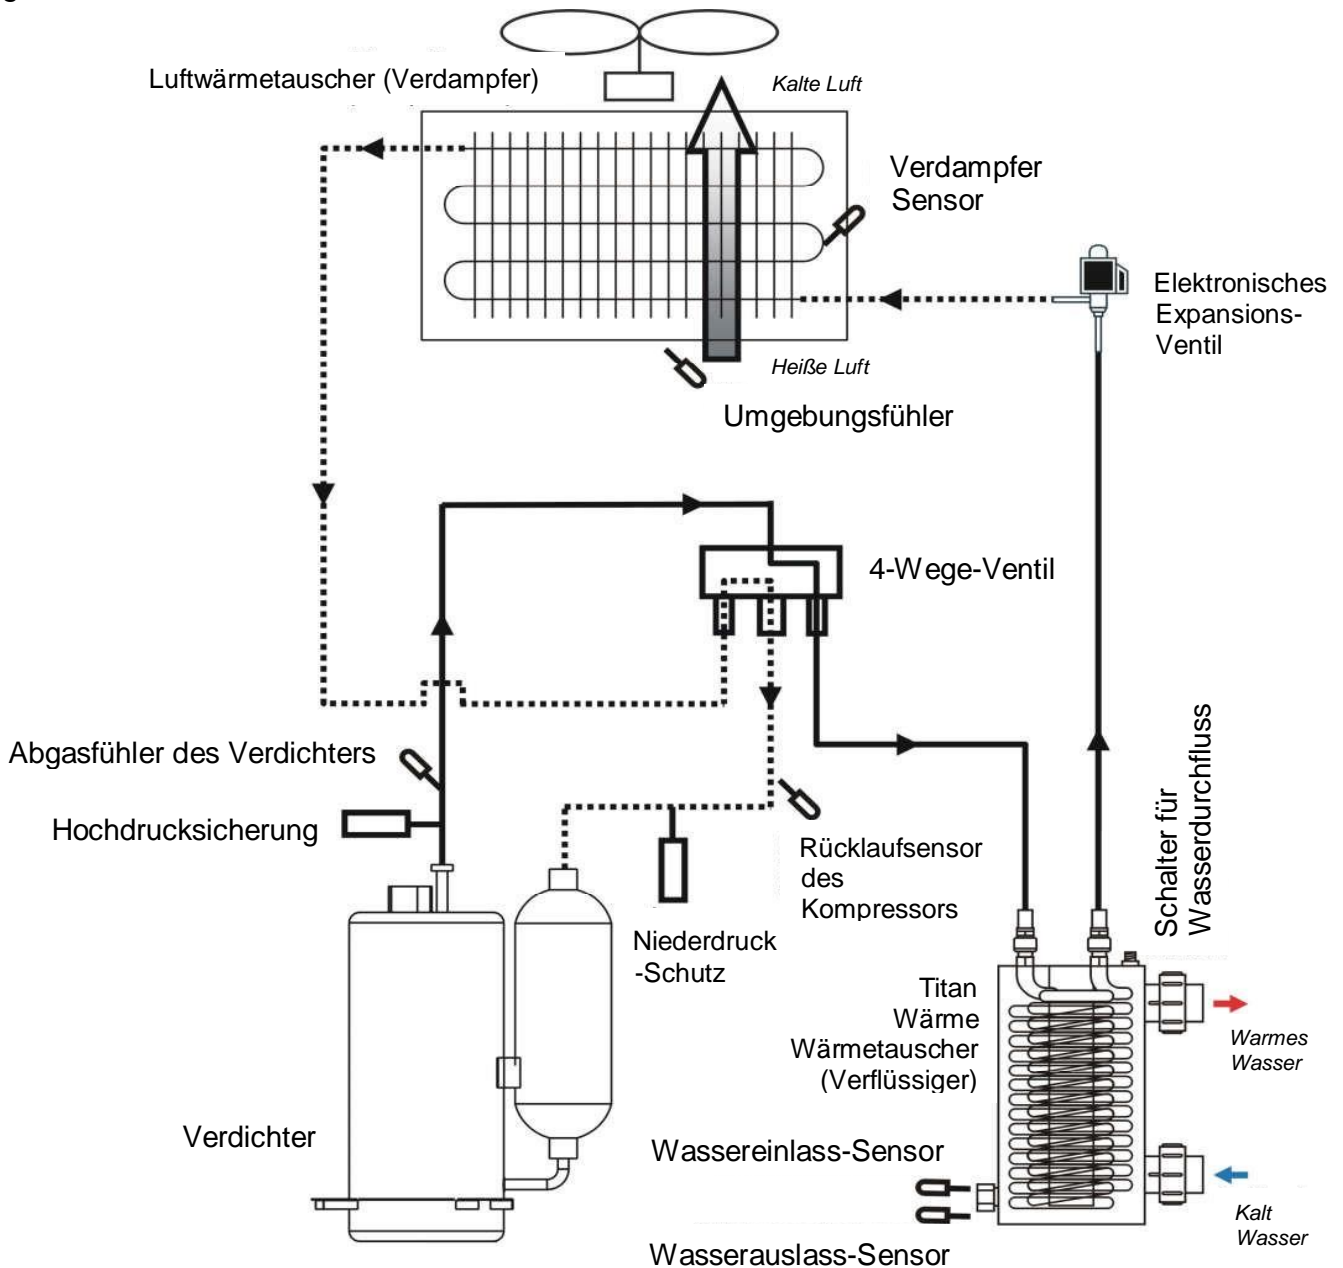 g
Luftwärmetauscher (Verdampfer)
Kalte Luft
Verdampfer
Sensor
Elektronisches
Expansions-
Ventil
Heiße Luft
Umgebungsfühler
4-Wege-Ventil
Abgasfühler des Verdichters
Hochdrucksicherung
Rücklaufsensor
des
Kompressors
Schalter für
Wasserdurchfluss
Niederdruck
-Schutz
Titan
Wärme
Wärmetauscher
(Verflüssiger)
Warmes
Wasser
Verdichter
Wassereinlass-Sensor
Kalt
Wasser
Wasserauslass-Sensor